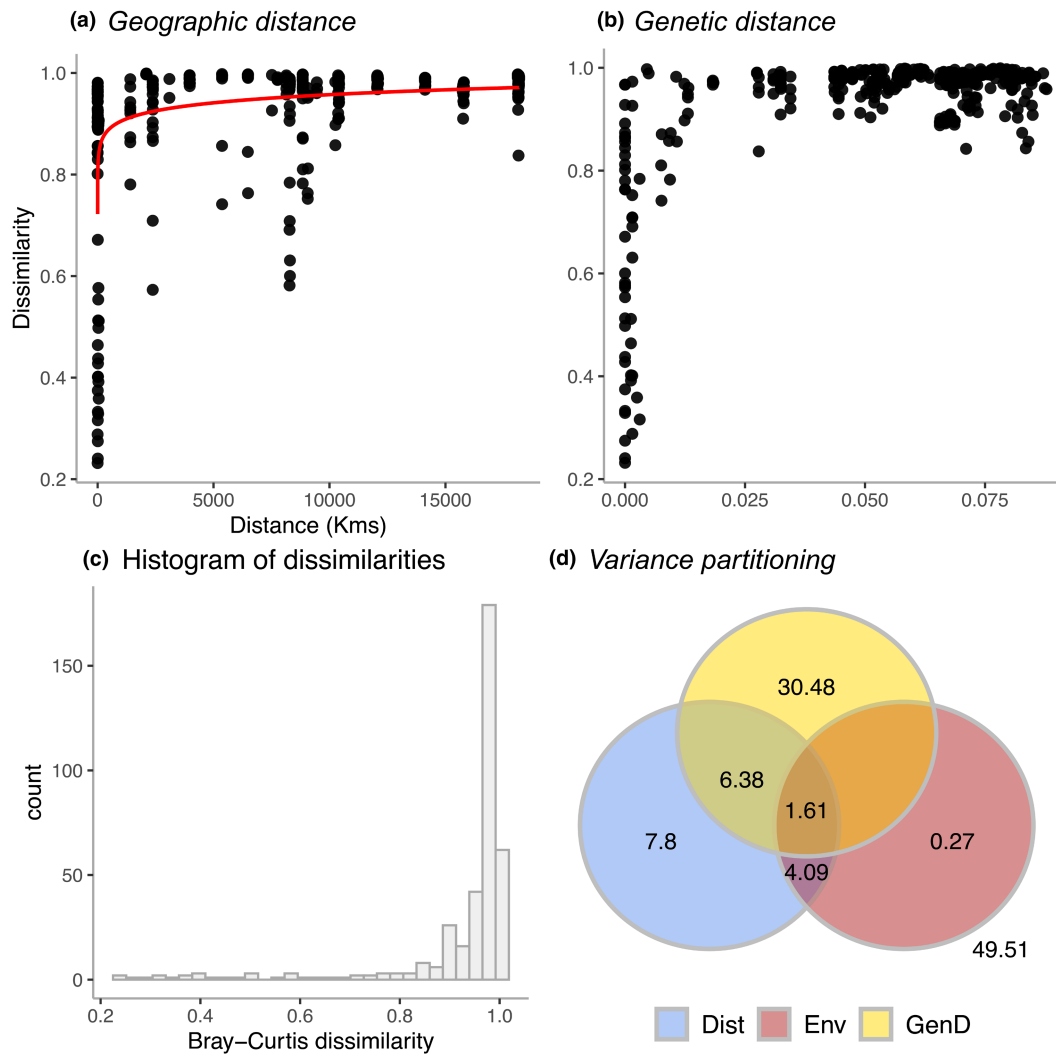 (a) Geographic distance
1.0
0.8
0.6
0.4
0.2
Dissimilarity
0 5000 10000 15000
Distance (Kms)
(b) Genetic distance
1.0
0.8
0.6
0.4
0.2
0.000 0.025 0.050 0.075
(c) Histogram of dissimilarities
150
100
50
0
count
0.2 0.4 0.6 0.8 1.0
Bray−Curtis dissimilarity
(d) Variance partitioning
30.48
6.38
1.61
7.8
0.27
4.09
49.51
Dist Env GenD